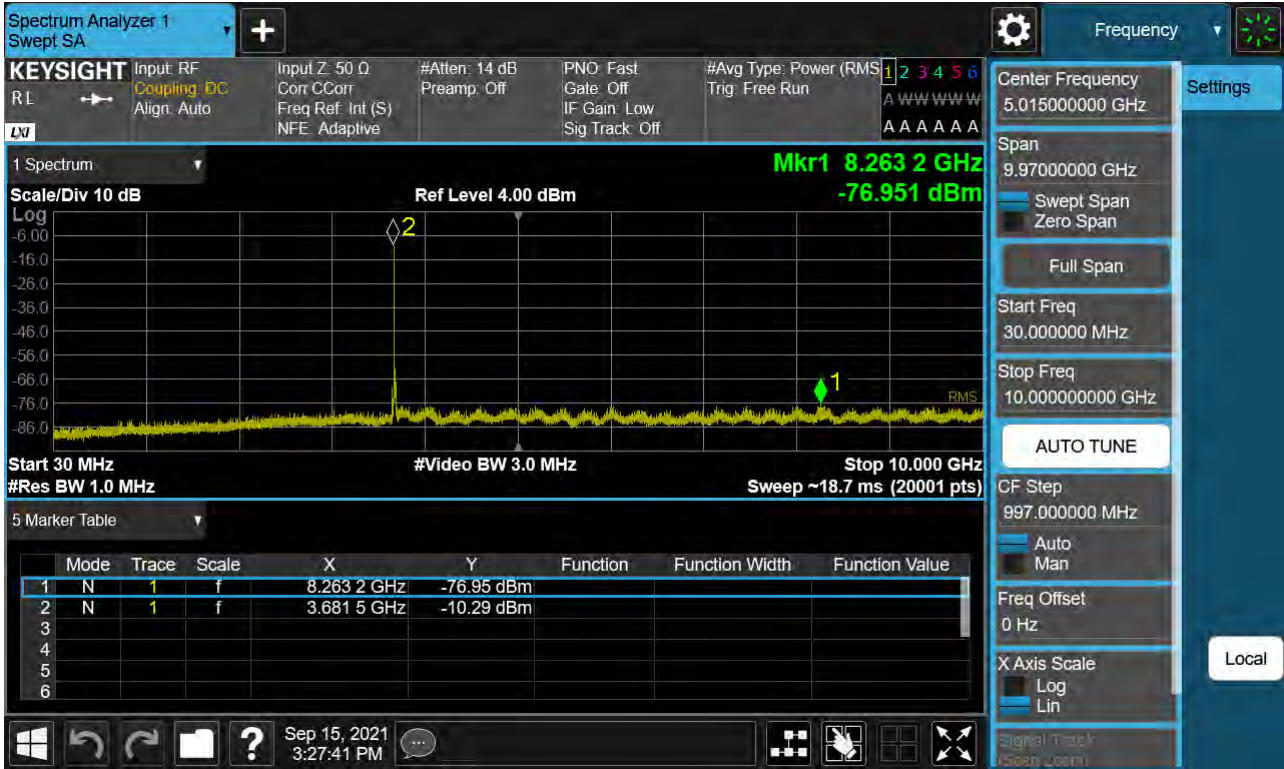 Spectrum Analyzer 1
Swept SA
Frequency
KEYSIGHT
RL
LXI
Input: RF
Coupling: DC
Align: Auto
Input Z: 50 Ω
Corr CCorr
Freq Ref: Int (S)
NFE: Adaptive
#Atten: 14 dB
Preamp: Off
PNO: Fast
Gate: Off
IF Gain: Low
Sig Track: Off
#Avg Type: Power (RMS
Trig: Free Run
1 2 3 4 5 6
A W W W W W
A A A A A A
1 Spectrum
Scale/Div 10 dB
Ref Level 4.00 dBm
Mkr1 8.263 2 GHz
-76.951 dBm
Log
-6.00
-16.0
-26.0
-36.0
-46.0
-56.0
-66.0
-76.0
-86.0
2
1
RMS
Start 30 MHz
#Video BW 3.0 MHz
Stop 10.000 GHz
#Res BW 1.0 MHz
Sweep ~18.7 ms (20001 pts)
5 Marker Table
Mode Trace Scale X Y Function Function Width Function Value
1 N 1 f 8.263 2 GHz -76.95 dBm
2 N 1 f 3.681 5 GHz -10.29 dBm
3
4
5
6
Sep 15, 2021
3:27:41 PM
Center Frequency
5.015000000 GHz
Span
9.97000000 GHz
Swept Span
Zero Span
Full Span
Start Freq
30.000000 MHz
Stop Freq
10.000000000 GHz
AUTO TUNE
CF Step
997.000000 MHz
Auto
Man
Freq Offset
0 Hz
X Axis Scale
Log
Lin
Signal Track
(Span Zoom)
Settings
Local